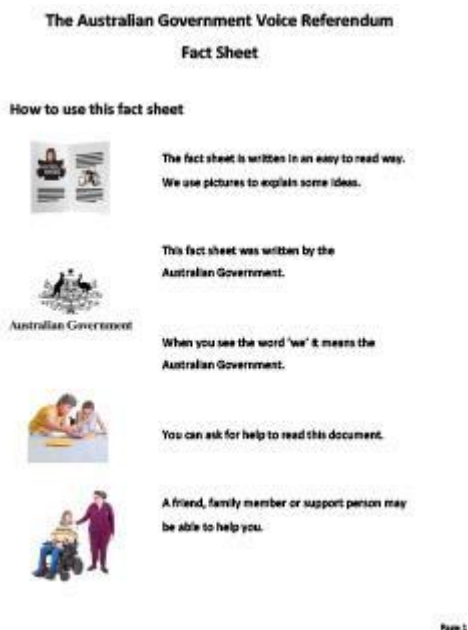 The Australian Government Voice Referendum
Fact Sheet
How to use this fact sheet
The fact sheet is written in an easy to read way.
We use pictures to explain some ideas.
This fact sheet was written by the
Australian Government.
Australian Government
When you see the word 'we' it means the
Australian Government.
You can ask for help to read this document.
A friend, family member or support person may
be able to help you.
Page 1